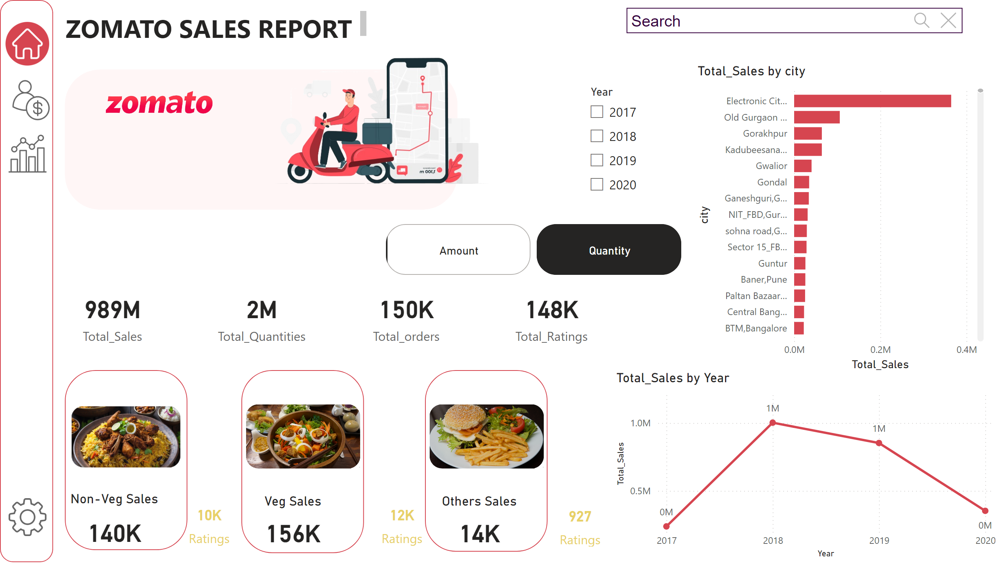 ZOMATO SALES REPORT
Search
zomato
Year
2017
2018
2019
2020
Amount
Quantity
989M
Total_Sales
2M
Total_Quantities
150K
Total_orders
148K
Total_Ratings
Non-Veg Sales
140K
10K
Ratings
Veg Sales
156K
12K
Ratings
Others Sales
14K
927
Ratings
Total_Sales by city
city
Electronic Cit...
Old Gurgaon ...
Gorakhpur
Kadubeesana...
Gwalior
Gondal
Ganeshguri,G...
NIT_FBD,Gur...
sohna road,G...
Sector 15_FB...
Guntur
Baner,Pune
Paltan Bazaar...
Central Bang...
BTM,Bangalore
0.0M 0.2M 0.4M
Total_Sales
Total_Sales by Year
Total_Sales
1.0M
0.5M
0M
1M
1M
0M
2017 2018 2019 2020
Year